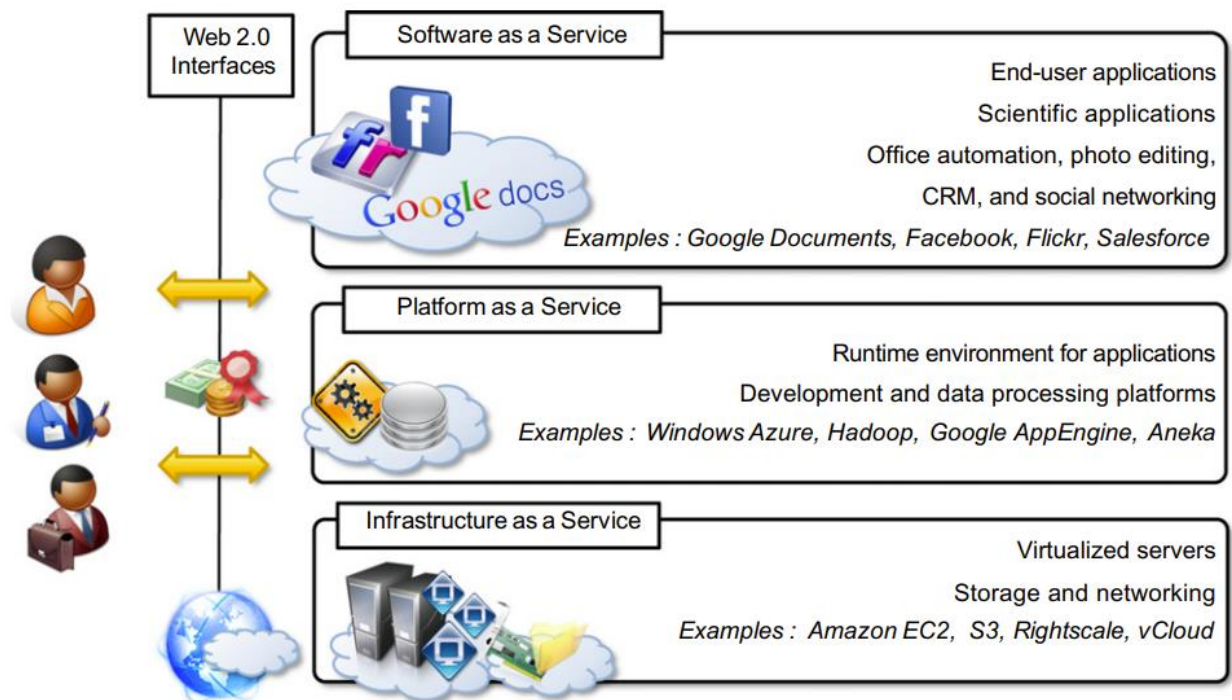 Web 2.0
Interfaces
Software as a Service
End-user applications
Scientific applications
Office automation, photo editing,
CRM, and social networking
Examples : Google Documents, Facebook, Flickr, Salesforce
f
fr
Google docs
Platform as a Service
Runtime environment for applications
Development and data processing platforms
Examples : Windows Azure, Hadoop, Google AppEngine, Aneka
Infrastructure as a Service
Virtualized servers
Storage and networking
Examples : Amazon EC2, S3, Rightscale, vCloud